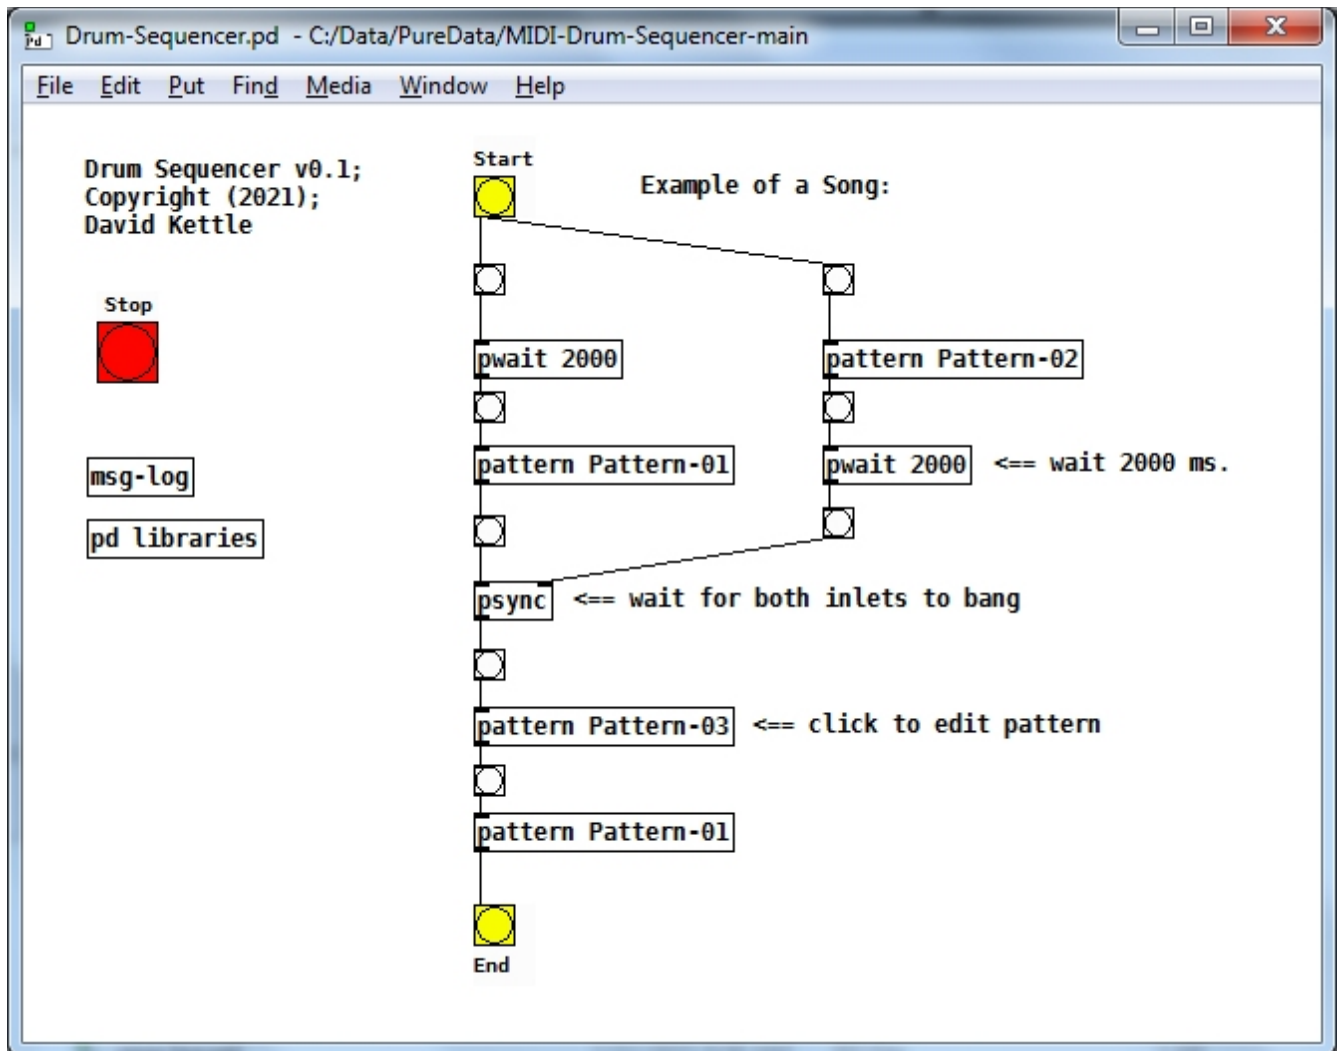 Drum-Sequencer.pd - C:/Data/PureData/MIDI-Drum-Sequencer-main
File Edit Put Find Media Window Help
Drum Sequencer v0.1;
Copyright (2021);
David Kettle
Start
Example of a Song:
Stop
pwait 2000
pattern Pattern-02
pattern Pattern-01
pwait 2000 <== wait 2000 ms.
msg-log
pd libraries
psync <== wait for both inlets to bang
pattern Pattern-03 <== click to edit pattern
pattern Pattern-01
End